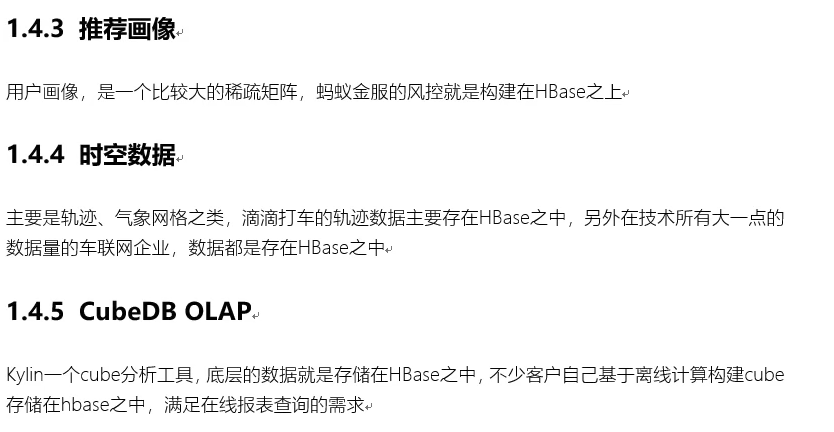 1.4.3 推荐画像
用户画像，是一个比较大的稀疏矩阵，蚂蚁金服的风控就是构建在HBase之上
1.4.4 时空数据
主要是轨迹、气象网格之类，滴滴打车的轨迹数据主要存在HBase之中，另外在技术所有大一点的
数据量的车联网企业，数据都是存在HBase之中
1.4.5 CubeDB OLAP
Kylin一个cube分析工具，底层的数据就是存储在HBase之中，不少客户自己基于离线计算构建cube
存储在hbase之中，满足在线报表查询的需求